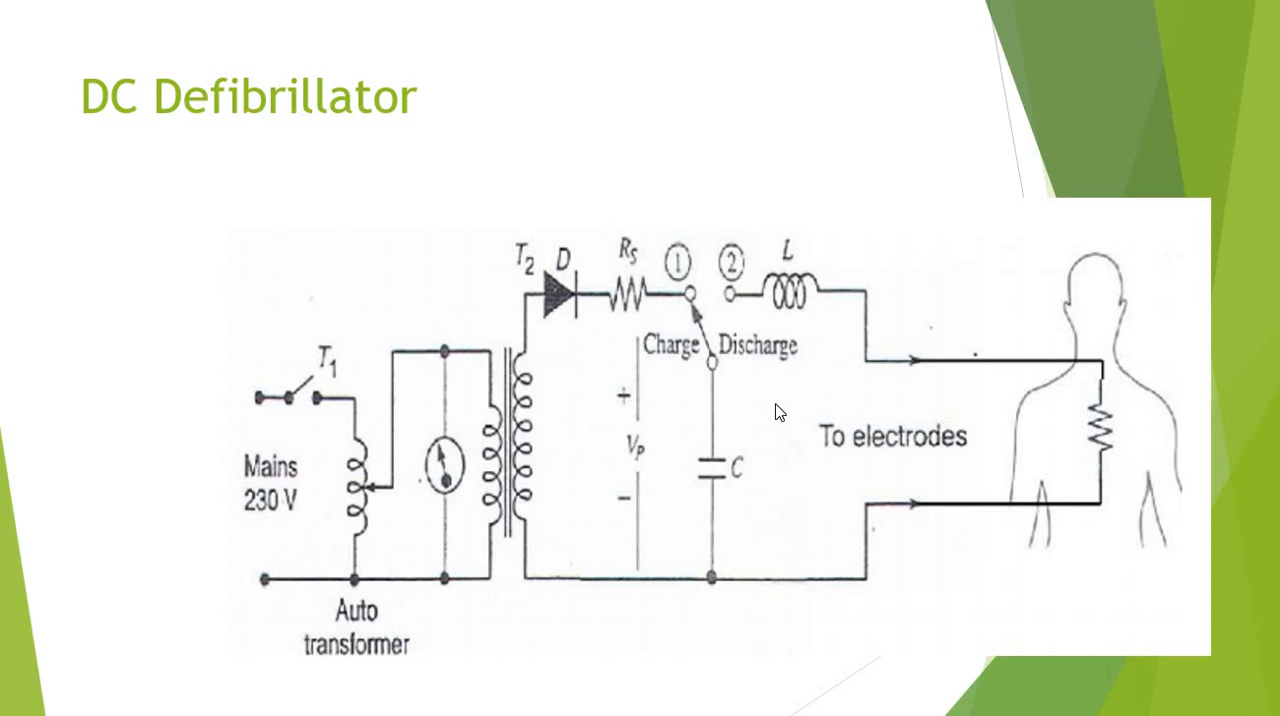 DC Defibrillator
T2 D RS 1 2 L
Charge Discharge
T1
+
VP
−
C
To electrodes
Mains
230 V
Auto
transformer